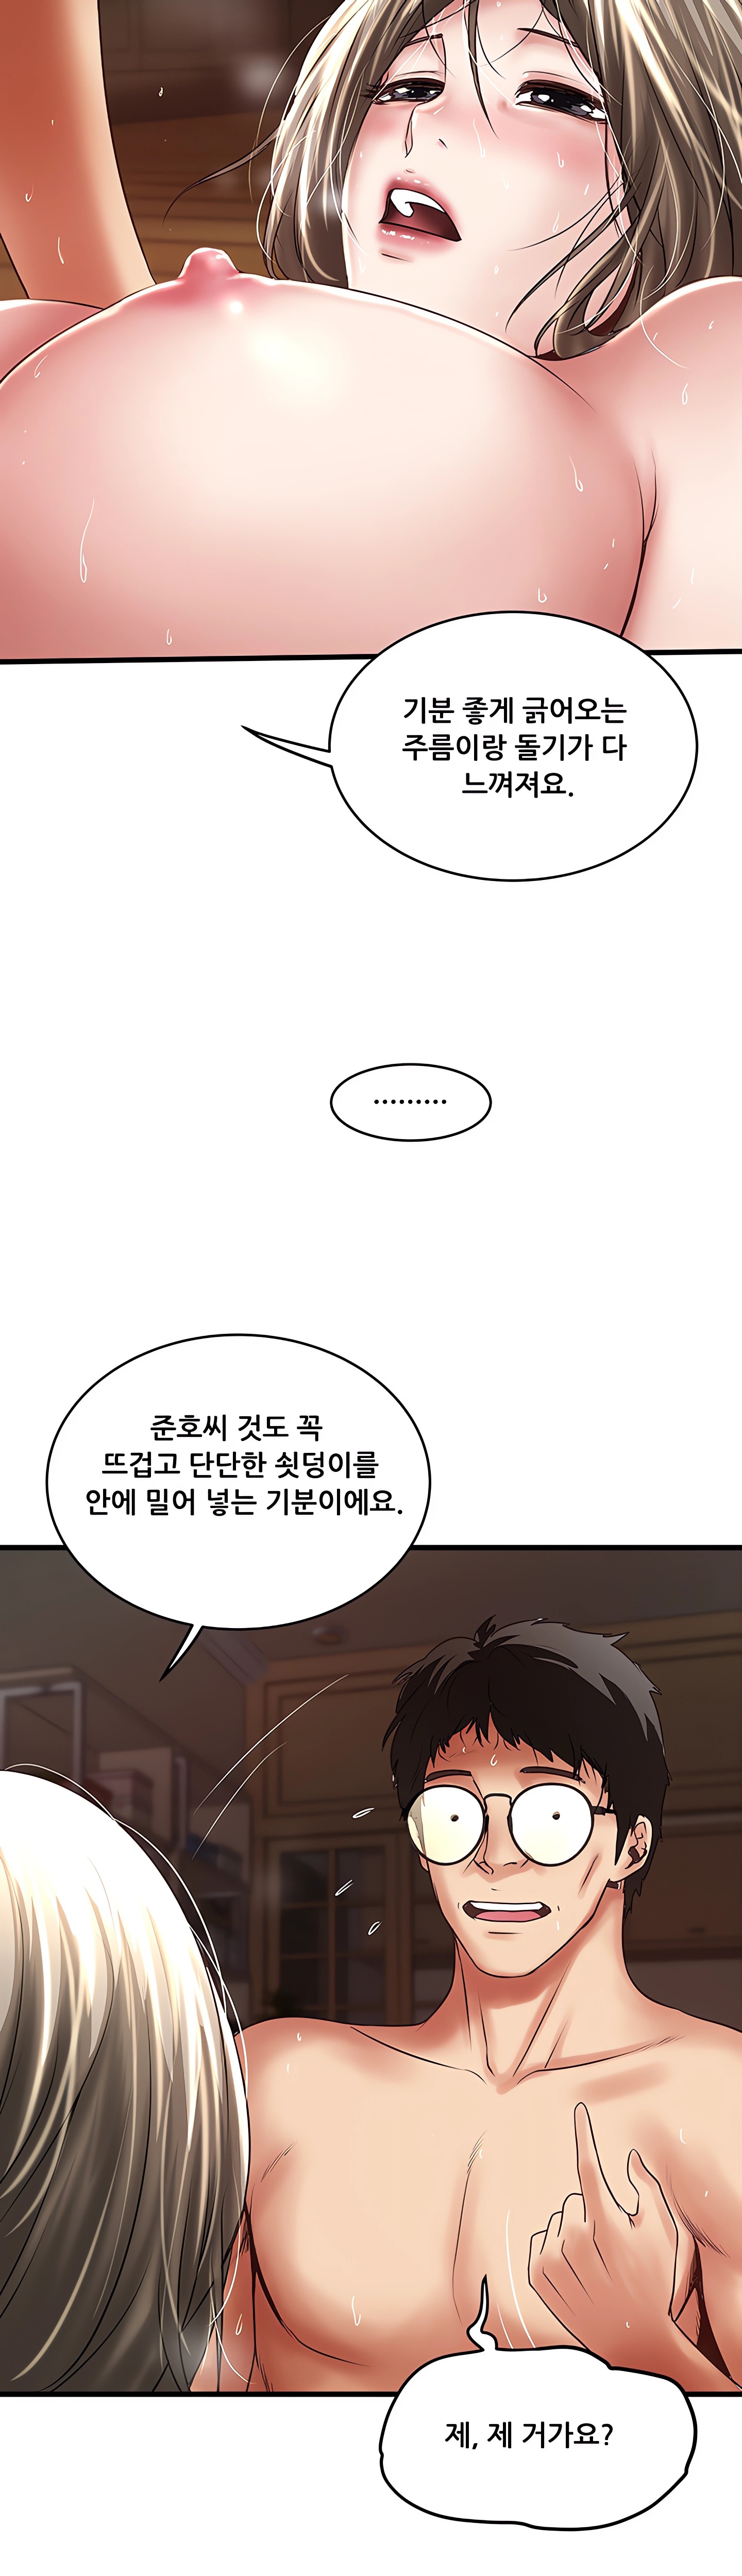 기분 좋게 긁어오는
주름이랑 돌기가 다
느껴져요.
.........
준호씨 것도 꼭
뜨겁고 단단한 쇳덩이를
안에 밀어 넣는 기분이에요.
제, 제 거가요?